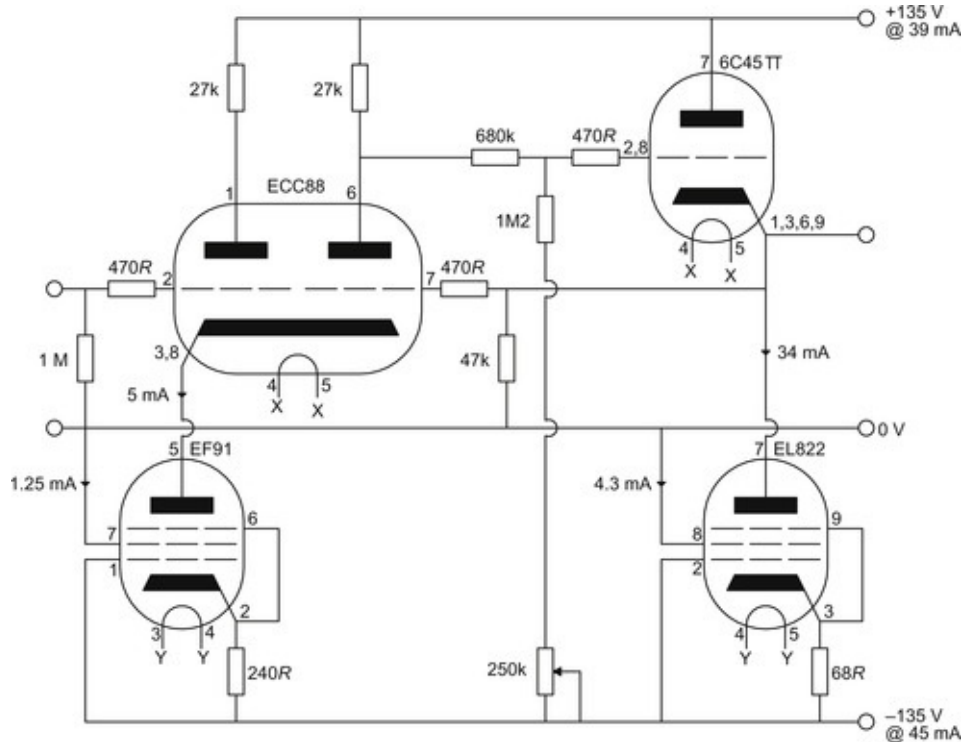 +135 V
@ 39 mA
7 6C45π
27k
27k
680k
470R
2,8
ECC88
1
6
1M2
1,3,6,9
4
5
X
X
470R
2
7
470R
1 M
3,8
47k
34 mA
5 mA
4
5
X
X
0 V
5 EF91
7 EL822
1.25 mA
4.3 mA
6
9
7
8
1
2
2
3
3
4
4
5
Y
Y
Y
Y
240R
250k
68R
–135 V
@ 45 mA